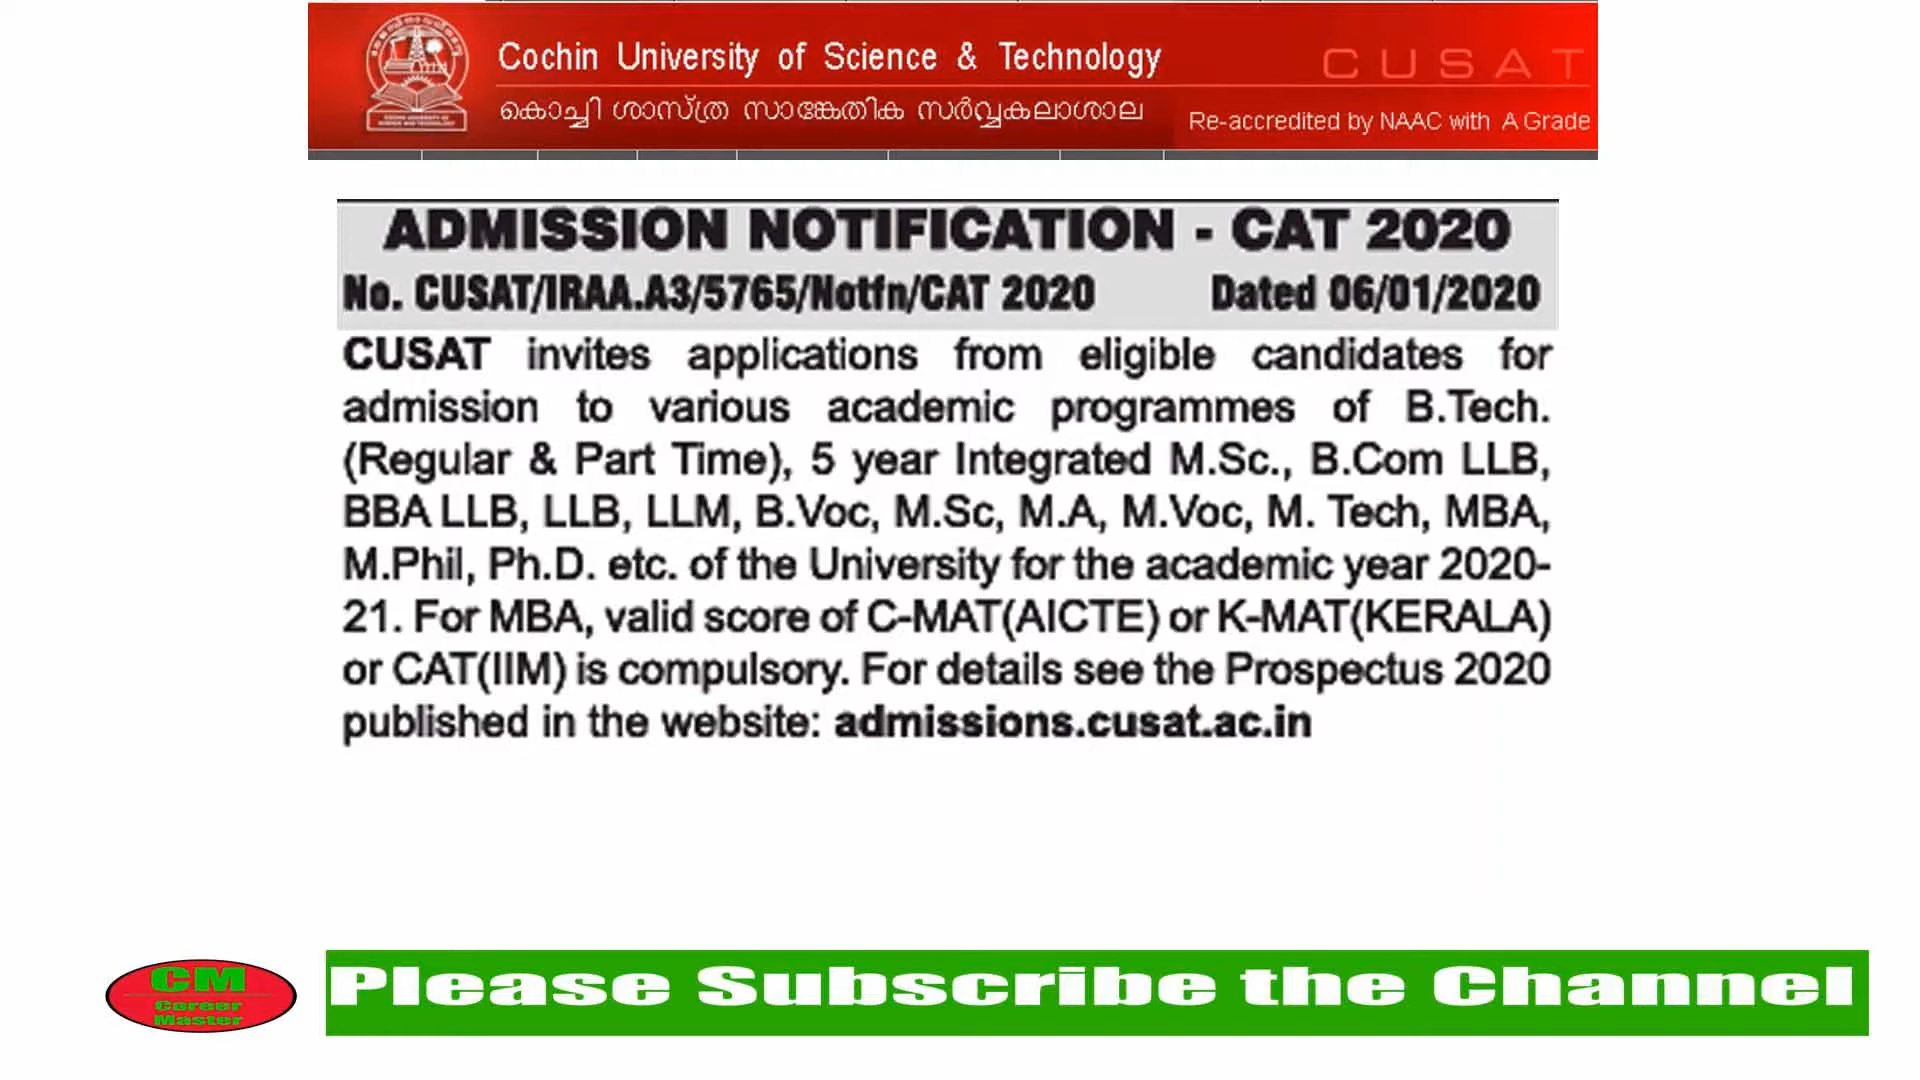 Cochin University of Science & Technology
CUSAT
കൊച്ചി ശാസ്ത്ര സാങ്കേതിക സർവ്വകലാശാല
Re-accredited by NAAC with A Grade
ADMISSION NOTIFICATION - CAT 2020
No. CUSAT/IRAA.A3/5765/Notfn/CAT 2020 Dated 06/01/2020
CUSAT invites applications from eligible candidates for
admission to various academic programmes of B.Tech.
(Regular & Part Time), 5 year Integrated M.Sc., B.Com LLB,
BBA LLB, LLB, LLM, B.Voc, M.Sc, M.A, M.Voc, M. Tech, MBA,
M.Phil, Ph.D. etc. of the University for the academic year 2020-
21. For MBA, valid score of C-MAT(AICTE) or K-MAT(KERALA)
or CAT(IIM) is compulsory. For details see the Prospectus 2020
published in the website: admissions.cusat.ac.in
CM
Career
Master
Please Subscribe the Channel